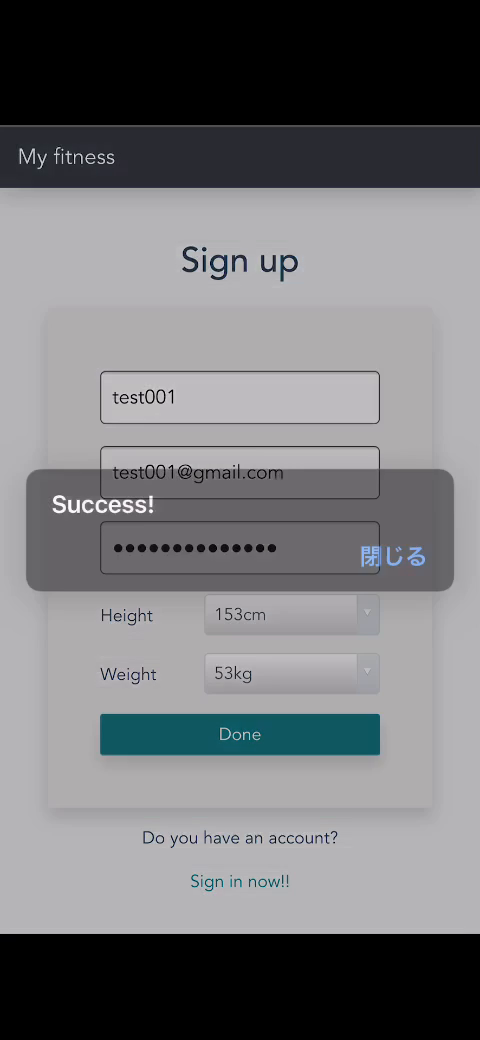 My fitness
Sign up
test001
test001@gmail.com
Success!
●●●●●●●●●●●●●●
閉じる
Height 153cm
Weight 53kg
Done
Do you have an account?
Sign in now!!